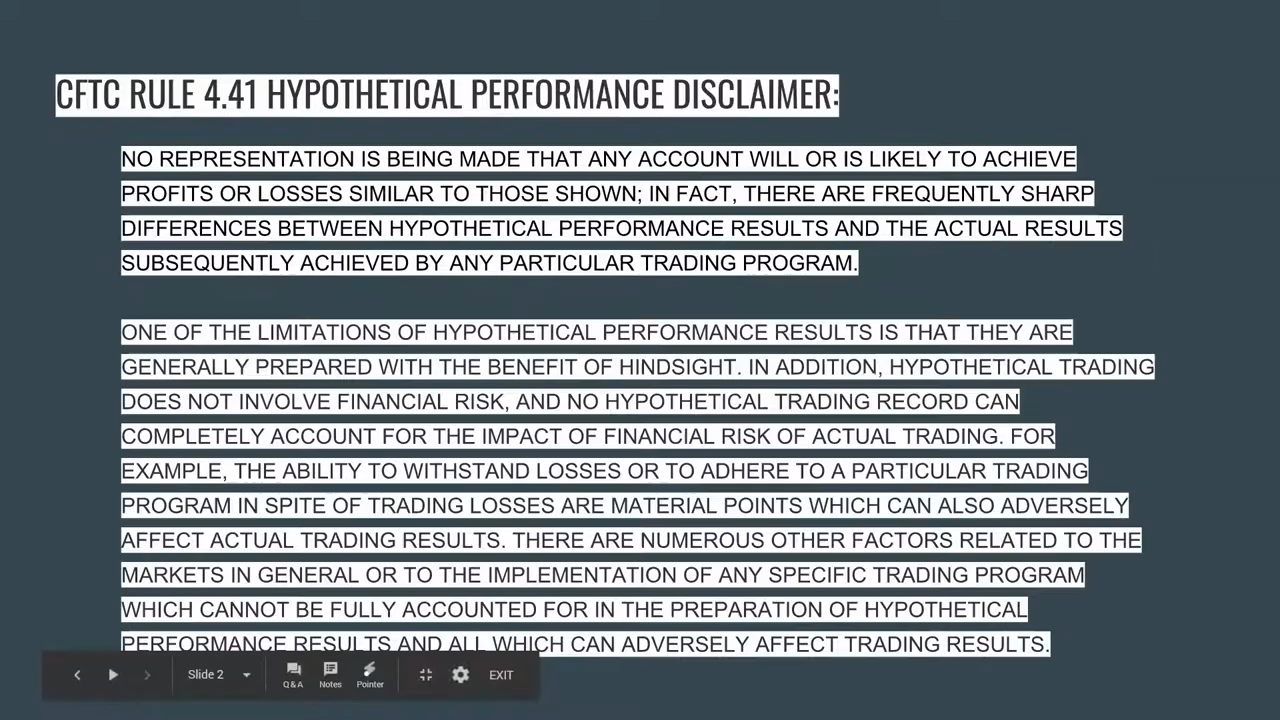 CFTC RULE 4.41 HYPOTHETICAL PERFORMANCE DISCLAIMER:
NO REPRESENTATION IS BEING MADE THAT ANY ACCOUNT WILL OR IS LIKELY TO ACHIEVE
PROFITS OR LOSSES SIMILAR TO THOSE SHOWN; IN FACT, THERE ARE FREQUENTLY SHARP
DIFFERENCES BETWEEN HYPOTHETICAL PERFORMANCE RESULTS AND THE ACTUAL RESULTS
SUBSEQUENTLY ACHIEVED BY ANY PARTICULAR TRADING PROGRAM.
ONE OF THE LIMITATIONS OF HYPOTHETICAL PERFORMANCE RESULTS IS THAT THEY ARE
GENERALLY PREPARED WITH THE BENEFIT OF HINDSIGHT. IN ADDITION, HYPOTHETICAL TRADING
DOES NOT INVOLVE FINANCIAL RISK, AND NO HYPOTHETICAL TRADING RECORD CAN
COMPLETELY ACCOUNT FOR THE IMPACT OF FINANCIAL RISK OF ACTUAL TRADING. FOR
EXAMPLE, THE ABILITY TO WITHSTAND LOSSES OR TO ADHERE TO A PARTICULAR TRADING
PROGRAM IN SPITE OF TRADING LOSSES ARE MATERIAL POINTS WHICH CAN ALSO ADVERSELY
AFFECT ACTUAL TRADING RESULTS. THERE ARE NUMEROUS OTHER FACTORS RELATED TO THE
MARKETS IN GENERAL OR TO THE IMPLEMENTATION OF ANY SPECIFIC TRADING PROGRAM
WHICH CANNOT BE FULLY ACCOUNTED FOR IN THE PREPARATION OF HYPOTHETICAL
PERFORMANCE RESULTS AND ALL WHICH CAN ADVERSELY AFFECT TRADING RESULTS.
Slide 2
Q&A
Notes
Pointer
EXIT